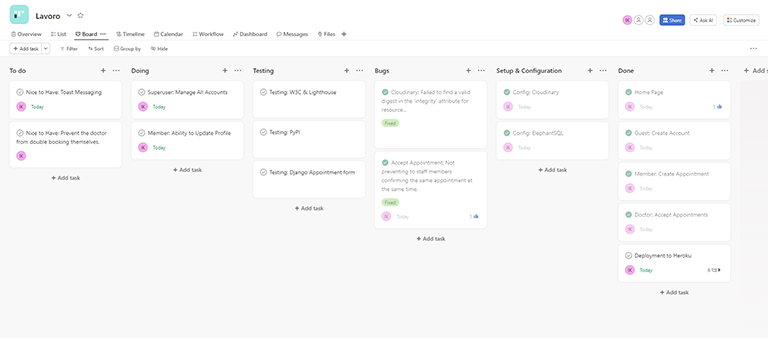 Lavoro
K
Share
Ask AI
Customize
Overview
List
Board
Timeline
Calendar
Workflow
Dashboard
Messages
Files
+ Add task
Filter
Sort
Group by
Hide
To do
Nice to Have: Toast Messaging
K Today
Nice to Have: Prevent the doctor
from double booking themselves.
K
+ Add task
Doing
Superuser: Manage All Accounts
K Today
Member: Ability to Update Profile
K Today
+ Add task
Testing
Testing: W3C & Lighthouse
Testing: PyPI
Testing: Django Appointment form
+ Add task
Bugs
Cloudinary: Failed to find a valid
digest in the 'integrity' attribute for
resource...
Fixed
Accept Appointment: Not
preventing to staff members
confirming the same appointment at
the same time.
Fixed
K Today 1
+ Add task
Setup & Configuration
Config: Cloudinary
K Today
Config: ElephantSQL
K Today
+ Add task
Done
Home Page
K Today 1
Guest: Create Account
K Today
Member: Create Appointment
K Today
Doctor: Accept Appointments
K Today
Deployment to Heroku
K Today
+ Add task
+ Add s